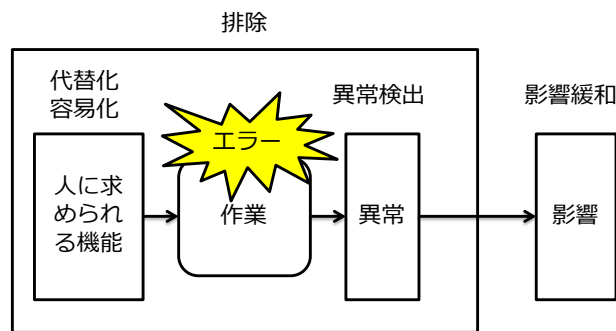 排除
代替化
容易化
異常検出
影響緩和
エラー
人に求
められ
る機能
作業
異常
影響